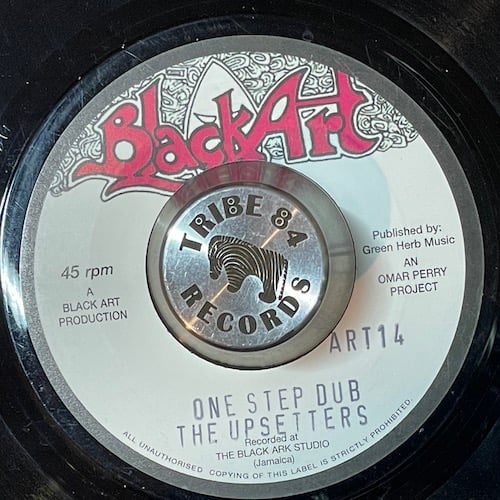 BlackArt
TRIBE 84
RECORDS
45 rpm
A
BLACK ART
PRODUCTION
Published by:
Green Herb Music
AN
OMAR PERRY
PROJECT
ART14
ONE STEP DUB
THE UPSETTERS
Recorded at
THE BLACK ARK STUDIO
(Jamaica)
ALL UNAUTHORISED COPYING OF THIS LABEL IS STRICTLY PROHIBITED.